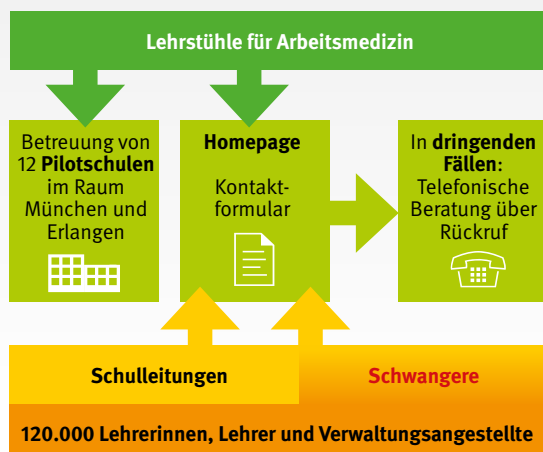 Lehrstühle für Arbeitsmedizin
Betreuung von
12 Pilotschulen
im Raum
München und
Erlangen
Homepage
Kontakt-
formular
In dringenden
Fällen:
Telefonische
Beratung über
Rückruf
Schulleitungen
Schwangere
120.000 Lehrerinnen, Lehrer und Verwaltungsangestellte